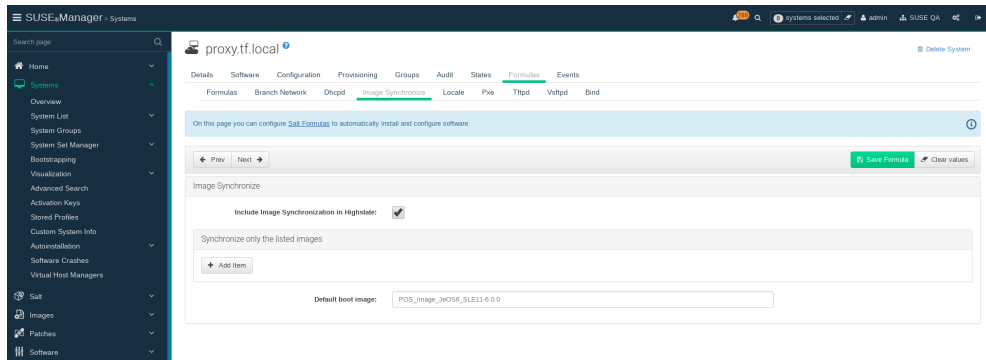 SUSE®Manager > Systems
0 systems selected
admin
SUSE QA
Search page
Home
Systems
Overview
System List
System Groups
System Set Manager
Bootstrapping
Visualization
Advanced Search
Activation Keys
Stored Profiles
Custom System Info
Autoinstallation
Software Crashes
Virtual Host Managers
Salt
Images
Patches
Software
proxy.tf.local ?
Delete System
Details Software Configuration Provisioning Groups Audit States Formulas Events
Formulas Branch Network Dhcpd Image Synchronize Locale Pxe Tftpd Vsftpd Bind
On this page you can configure Salt Formulas to automatically install and configure software.
Prev Next
Save Formula Clear values
Image Synchronize
Include Image Synchronization in Highstate:
Synchronize only the listed images
+ Add Item
Default boot image: POS_Image_JeOS6_SLE11-6.0.0